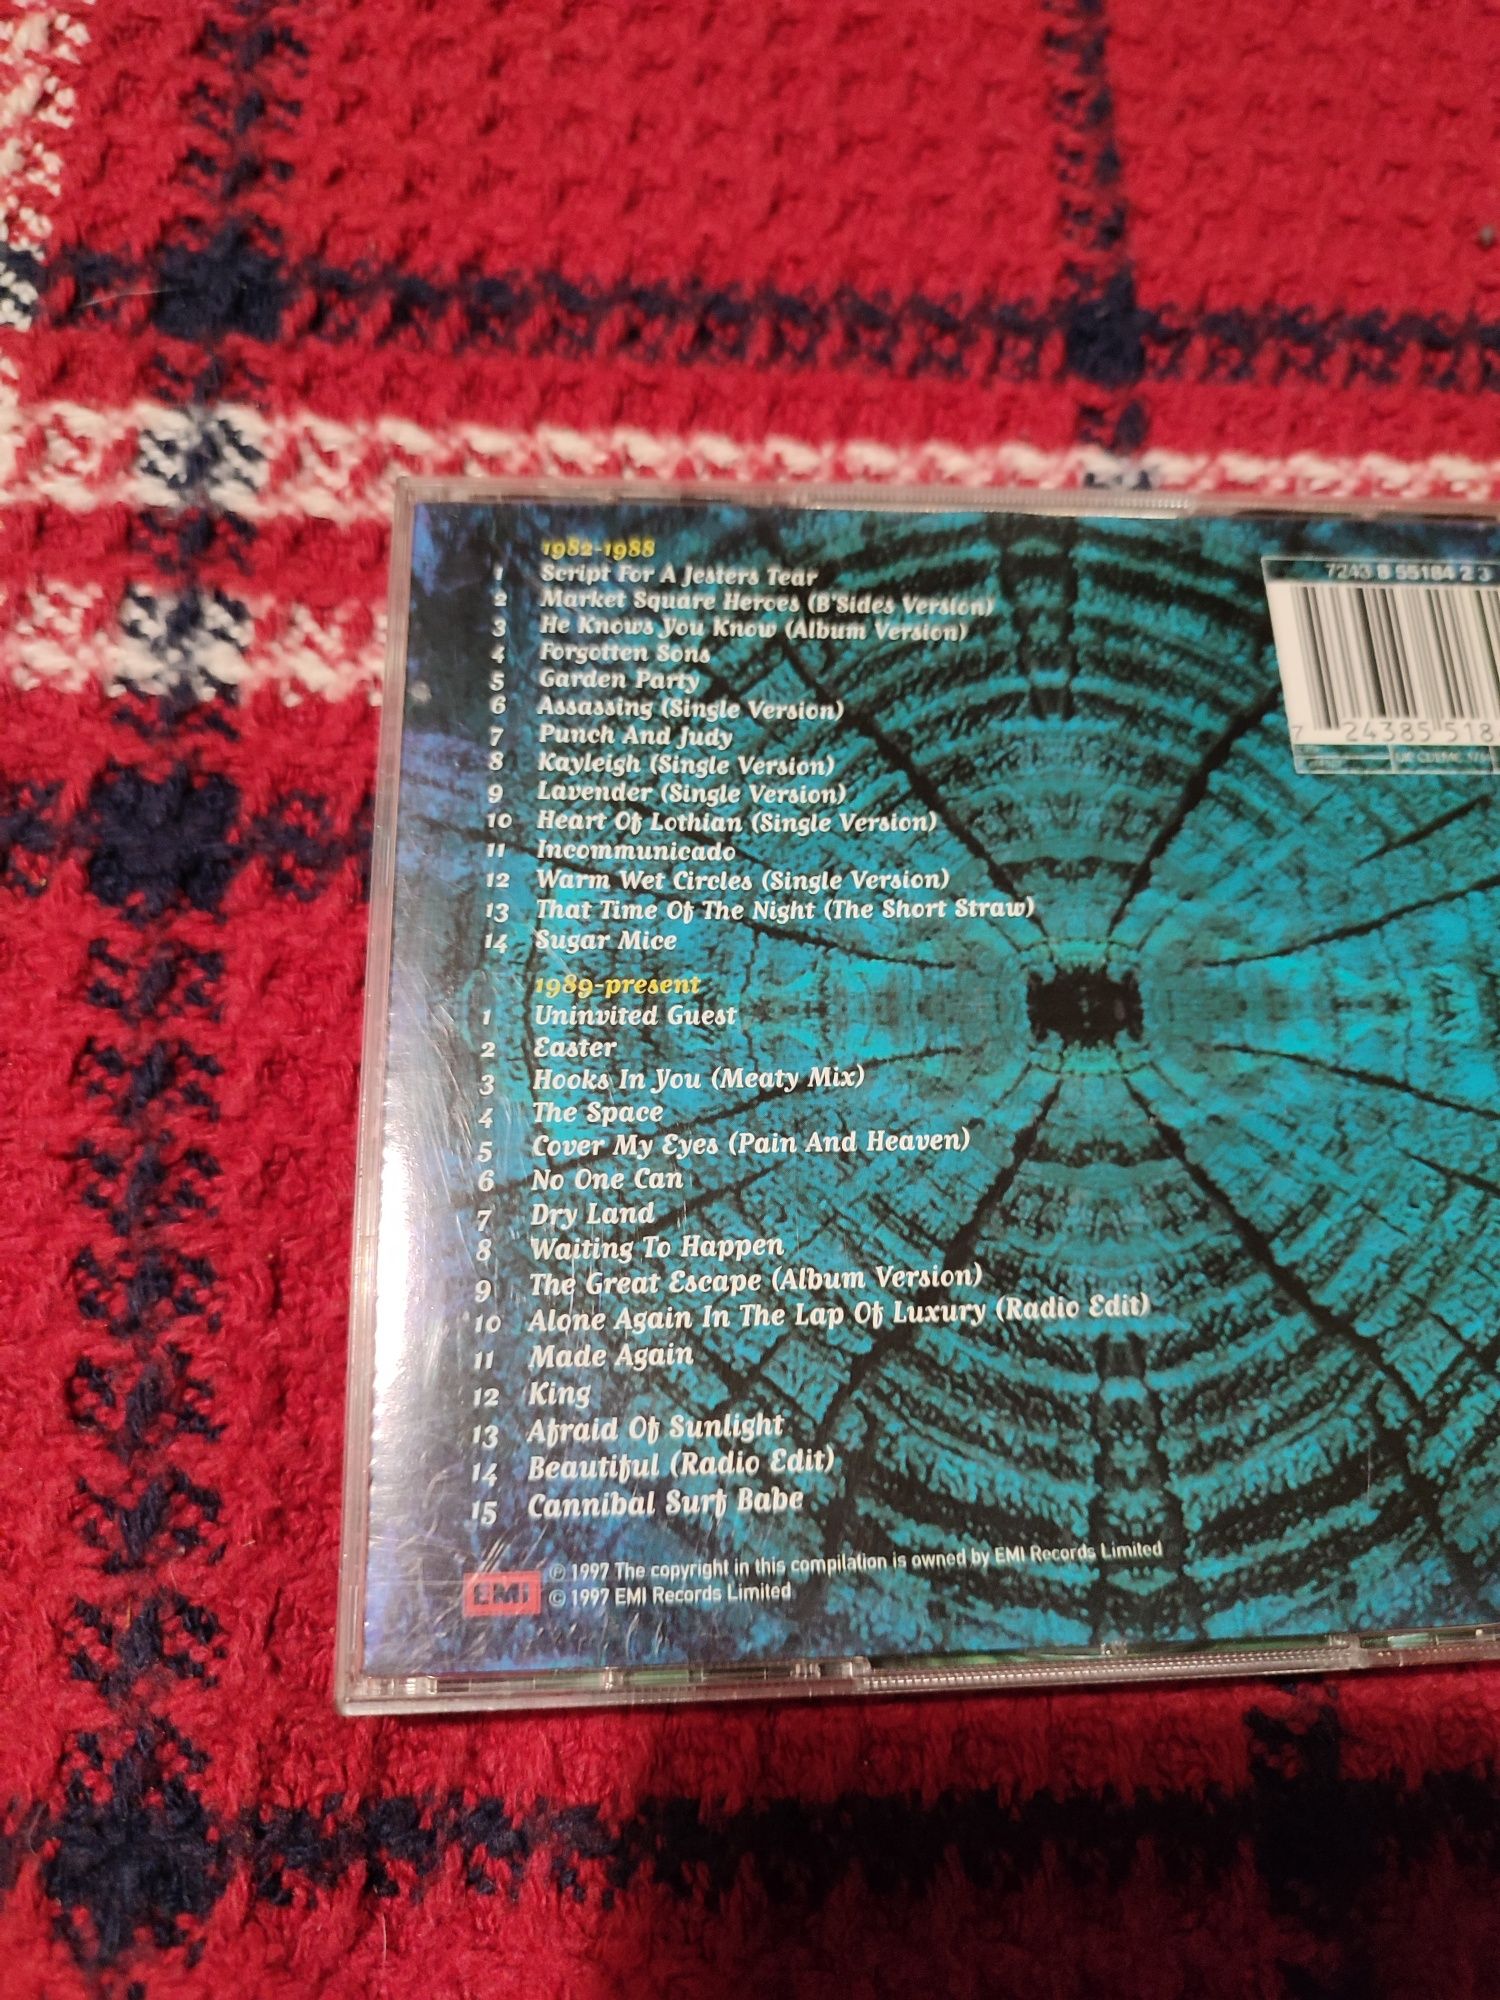 1982-1988
1 Script For A Jesters Tear
2 Market Square Heroes (B'Sides Version)
3 He Knows You Know (Album Version)
4 Forgotten Sons
5 Garden Party
6 Assassing (Single Version)
7 Punch And Judy
8 Kayleigh (Single Version)
9 Lavender (Single Version)
10 Heart Of Lothian (Single Version)
11 Incommunicado
12 Warm Wet Circles (Single Version)
13 That Time Of The Night (The Short Straw)
14 Sugar Mice
1989-present
1 Uninvited Guest
2 Easter
3 Hooks In You (Meaty Mix)
4 The Space
5 Cover My Eyes (Pain And Heaven)
6 No One Can
7 Dry Land
8 Waiting To Happen
9 The Great Escape (Album Version)
10 Alone Again In The Lap Of Luxury (Radio Edit)
11 Made Again
12 King
13 Afraid Of Sunlight
14 Beautiful (Radio Edit)
15 Cannibal Surf Babe
EMI
℗ 1997 The copyright in this compilation is owned by EMI Records Limited
© 1997 EMI Records Limited
7243 8 55184 2 3
7 24385 518